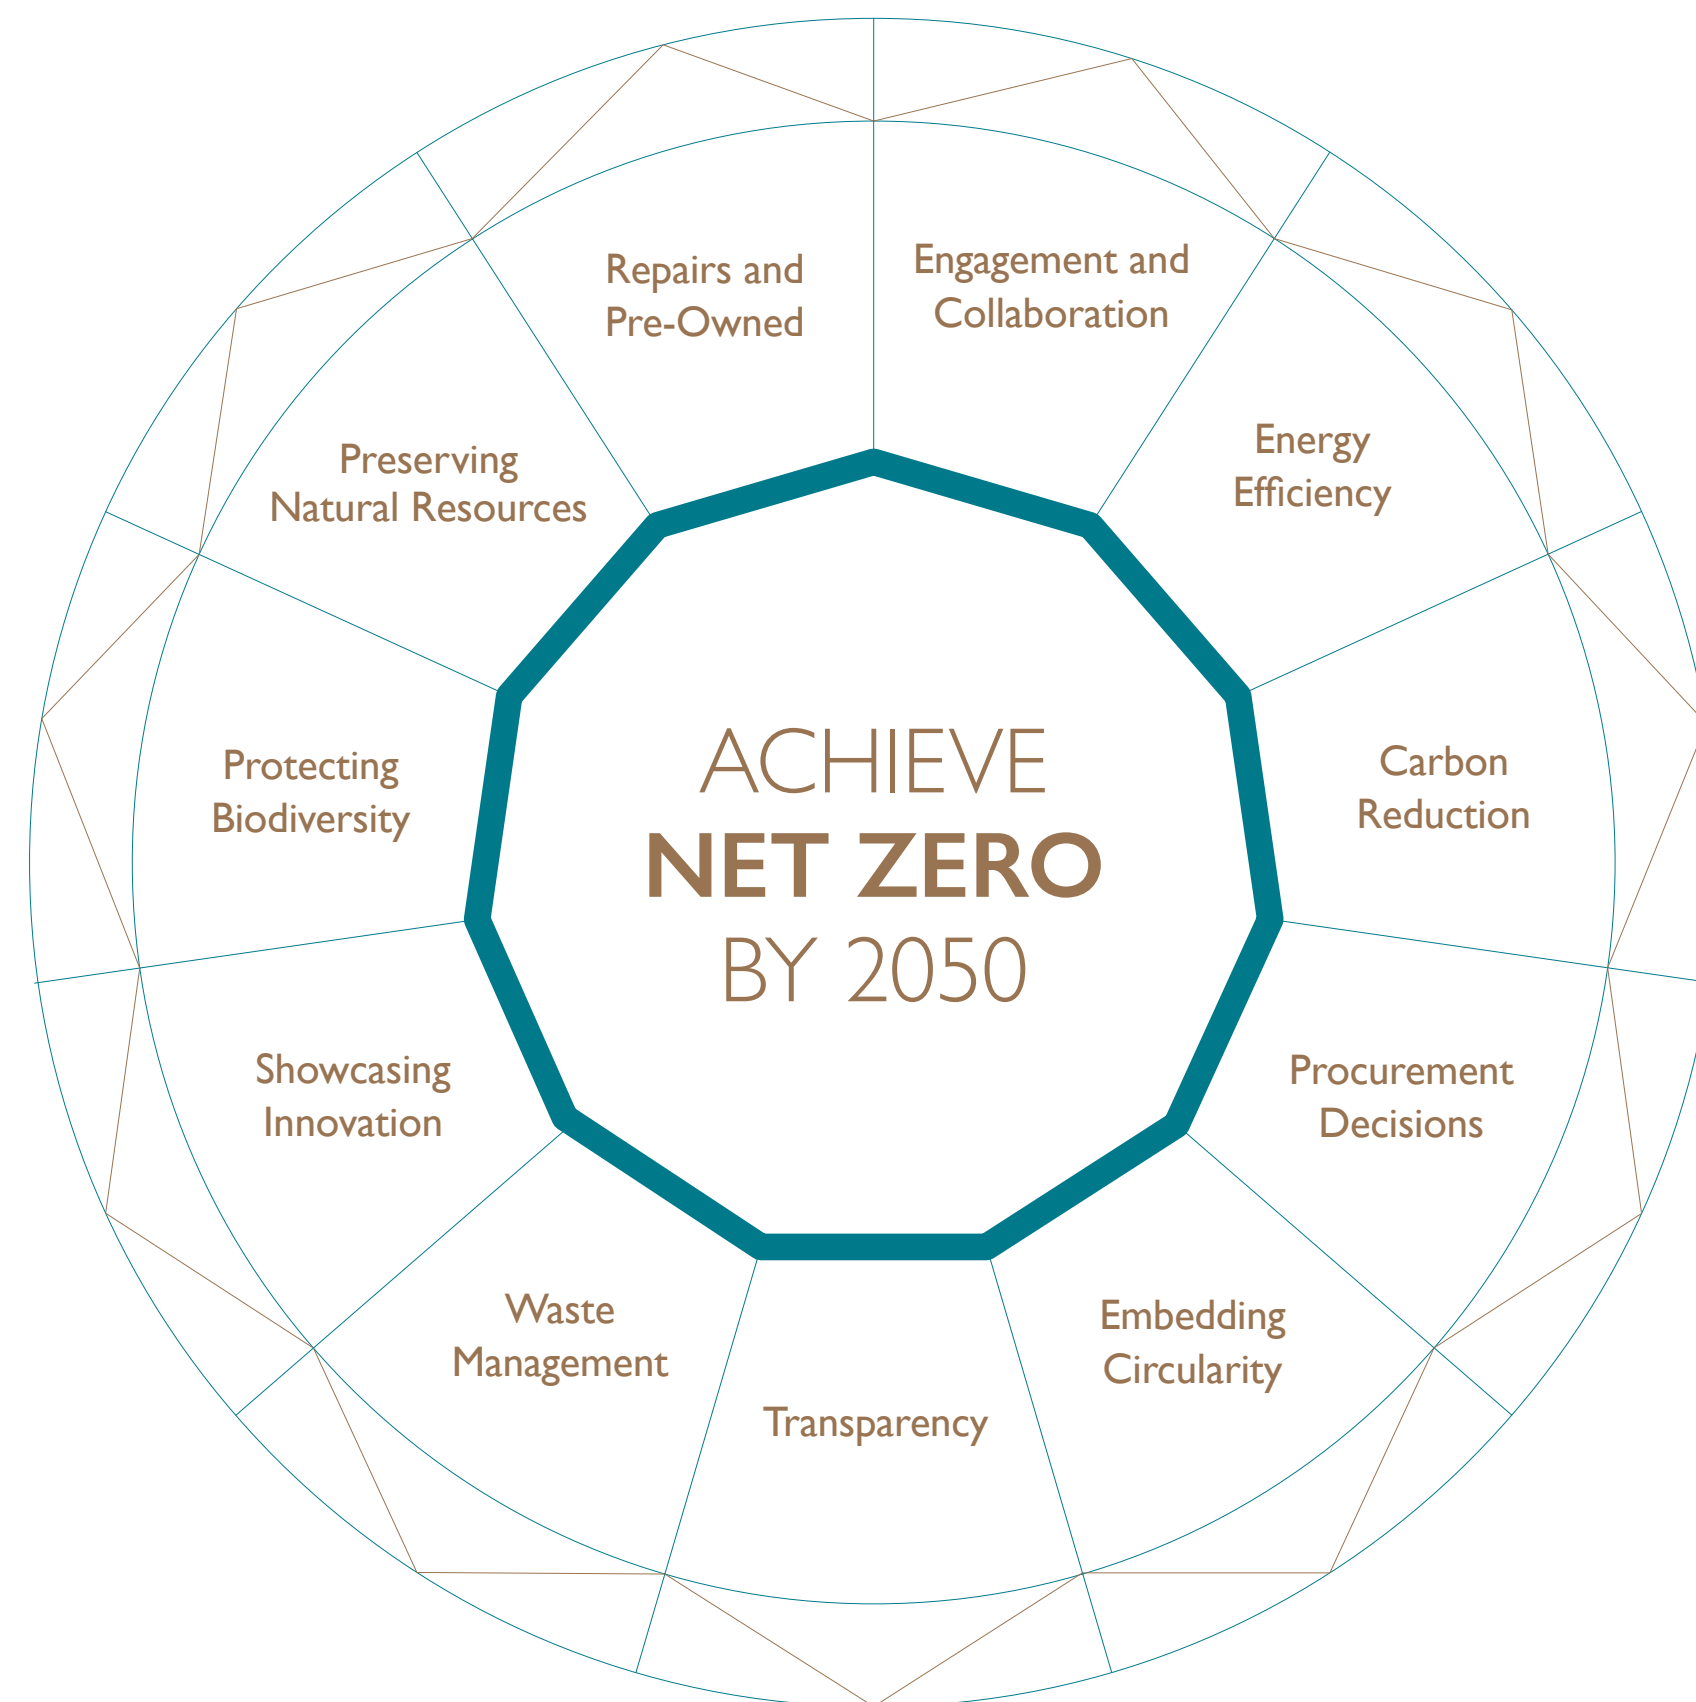 Repairs and
Pre-Owned
Engagement and
Collaboration
Energy
Efficiency
Carbon
Reduction
Procurement
Decisions
Embedding
Circularity
Transparency
Waste
Management
Showcasing
Innovation
Protecting
Biodiversity
Preserving
Natural Resources
ACHIEVE
NET ZERO
BY 2050